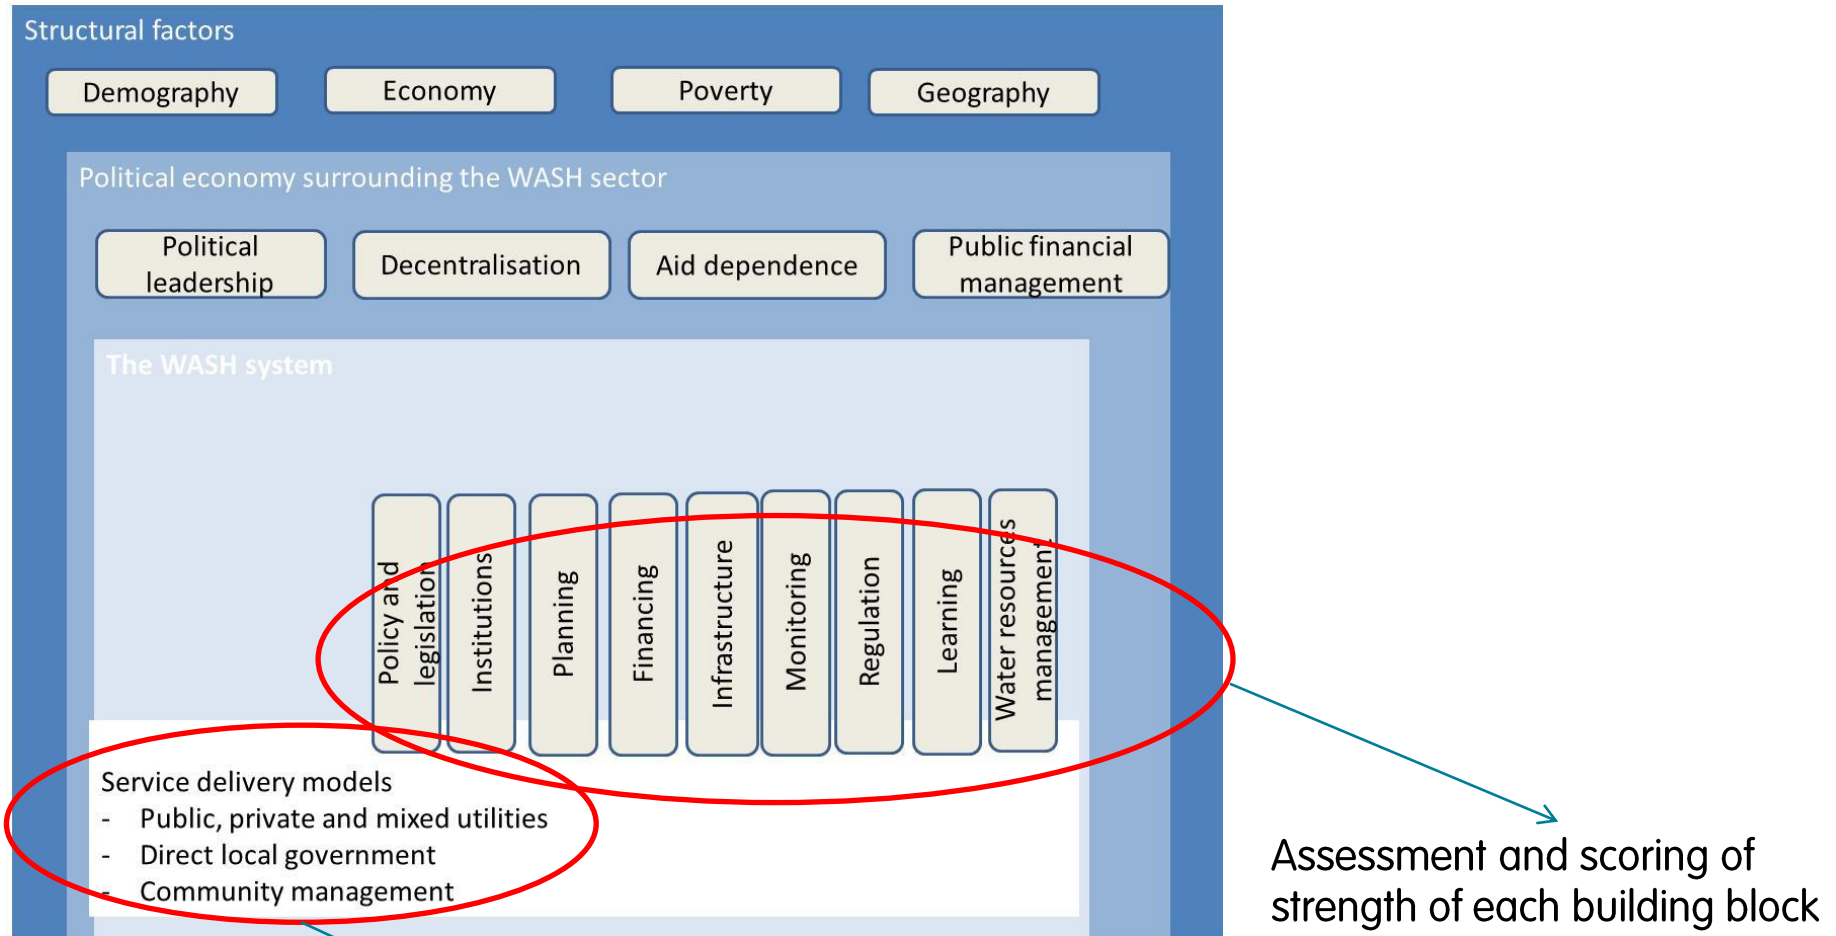 Structural factors
Demography
Economy
Poverty
Geography
Political economy surrounding the WASH sector
Political
leadership
Decentralisation
Aid dependence
Public financial
management
The WASH system
Policy and
legislation
Institutions
Planning
Financing
Infrastructure
Monitoring
Regulation
Learning
Water resources
management
Service delivery models
- Public, private and mixed utilities
- Direct local government
- Community management
Assessment and scoring of
strength of each building block